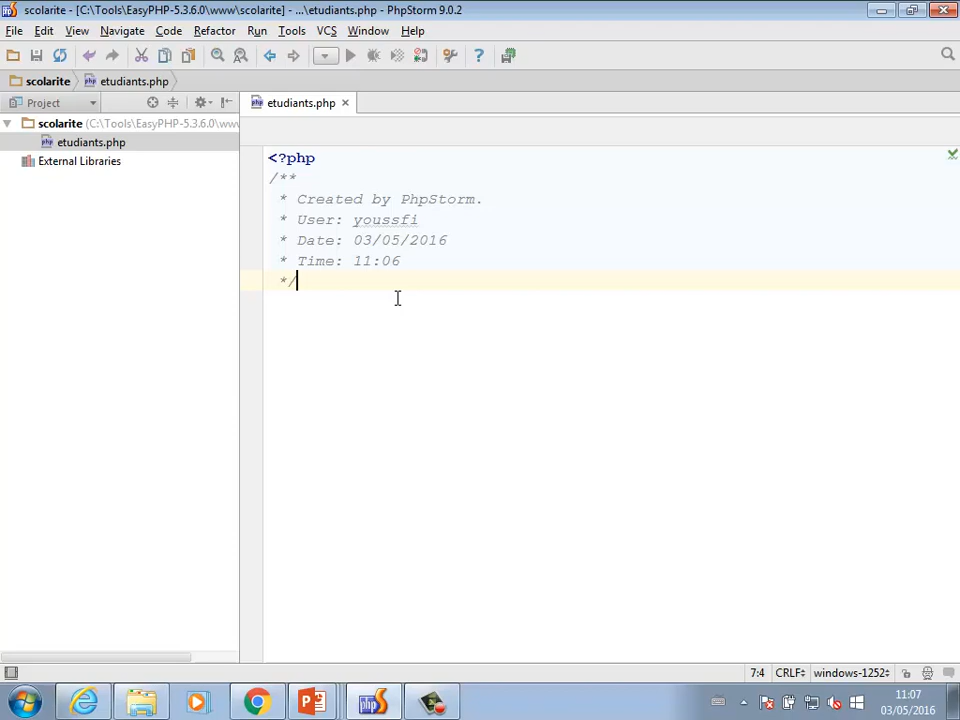 scolarite - [C:\Tools\EasyPHP-5.3.6.0\www\scolarite] - ...\etudiants.php - PhpStorm 9.0.2
File Edit View Navigate Code Refactor Run Tools VCS Window Help
scolarite etudiants.php
Project
etudiants.php
scolarite (C:\Tools\EasyPHP-5.3.6.0\www
etudiants.php
External Libraries
<?php
/**
* Created by PhpStorm.
* User: youssfi
* Date: 03/05/2016
* Time: 11:06
*/
7:4 CRLF windows-1252
11:07
03/05/2016